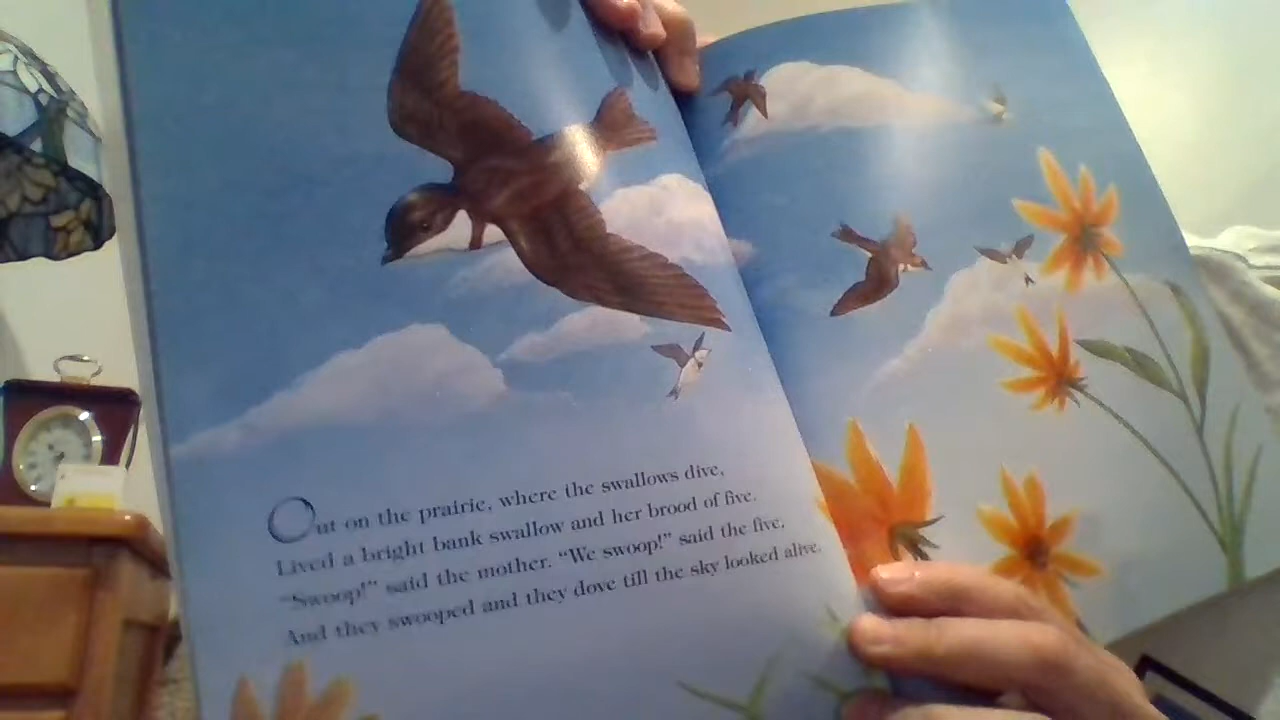 Out on the prairie, where the swallows dive,
Lived a bright bank swallow and her brood of five.
“Swoop!” said the mother. “We swoop!” said the five,
And they swooped and they dove till the sky looked alive.